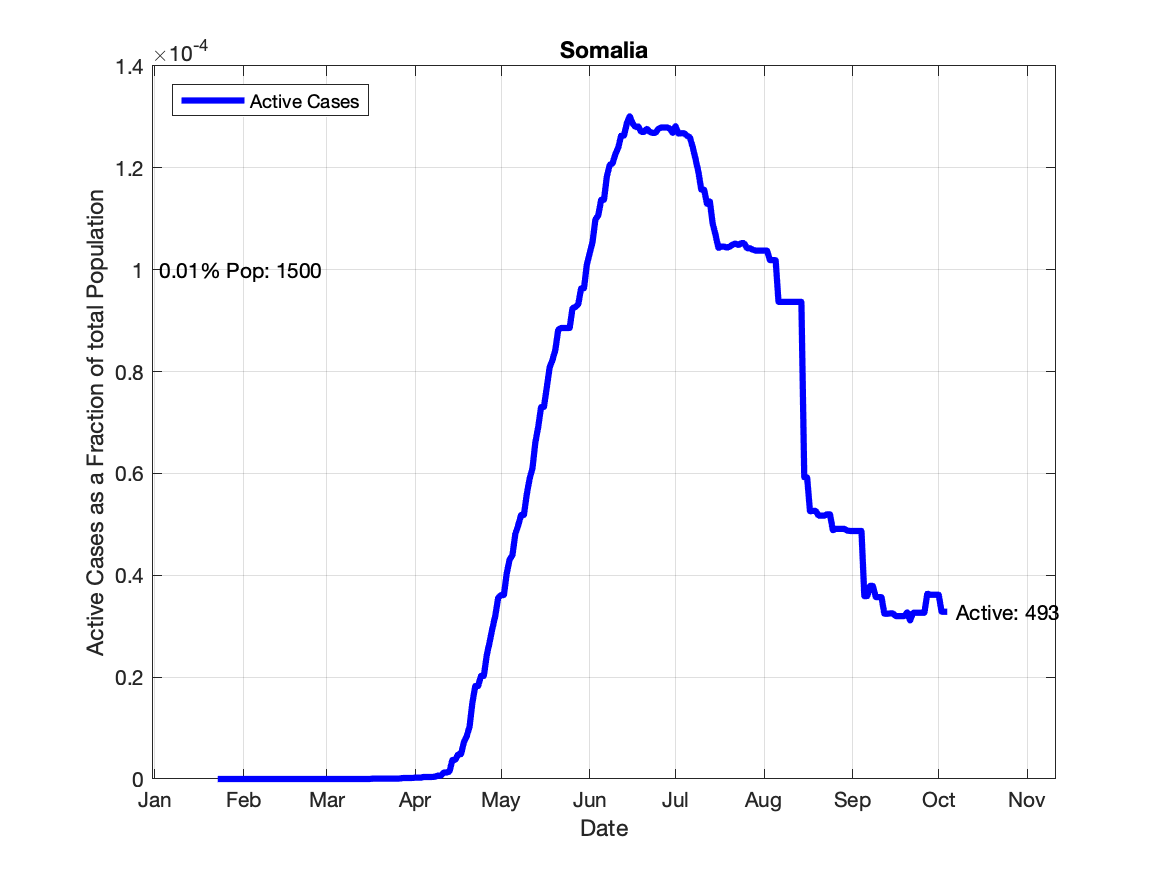 Somalia
×10⁻⁴
1.4
1.2
1
0.8
0.6
0.4
0.2
0
Active Cases as a Fraction of total Population
Active Cases
0.01% Pop: 1500
Active: 493
Jan Feb Mar Apr May Jun Jul Aug Sep Oct Nov
Date